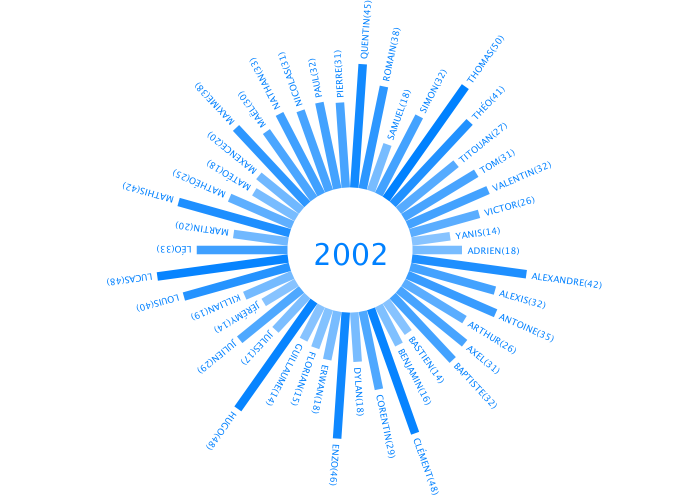 2002
ADRIEN(18)
ALEXANDRE(42)
ALEXIS(32)
ANTOINE(35)
ARTHUR(26)
AXEL(31)
BAPTISTE(32)
BASTIEN(14)
BENJAMIN(16)
CLÉMENT(48)
CORENTIN(29)
DYLAN(18)
ENZO(46)
ERWAN(18)
FLORIAN(15)
GUILLAUME(14)
HUGO(48)
JULES(17)
JULIEN(29)
JÉRÉMY(14)
KILLIAN(19)
LOUIS(40)
LUCAS(48)
LÉO(33)
MARTIN(20)
MATHIS(42)
MATHÉO(25)
MATÉO(18)
MAXENCE(20)
MAXIME(38)
MAËL(30)
NATHAN(33)
NICOLAS(31)
PAUL(32)
PIERRE(31)
QUENTIN(45)
ROMAIN(38)
SAMUEL(18)
SIMON(32)
THOMAS(50)
THÉO(41)
TITOUAN(27)
TOM(31)
VALENTIN(32)
VICTOR(26)
YANIS(14)